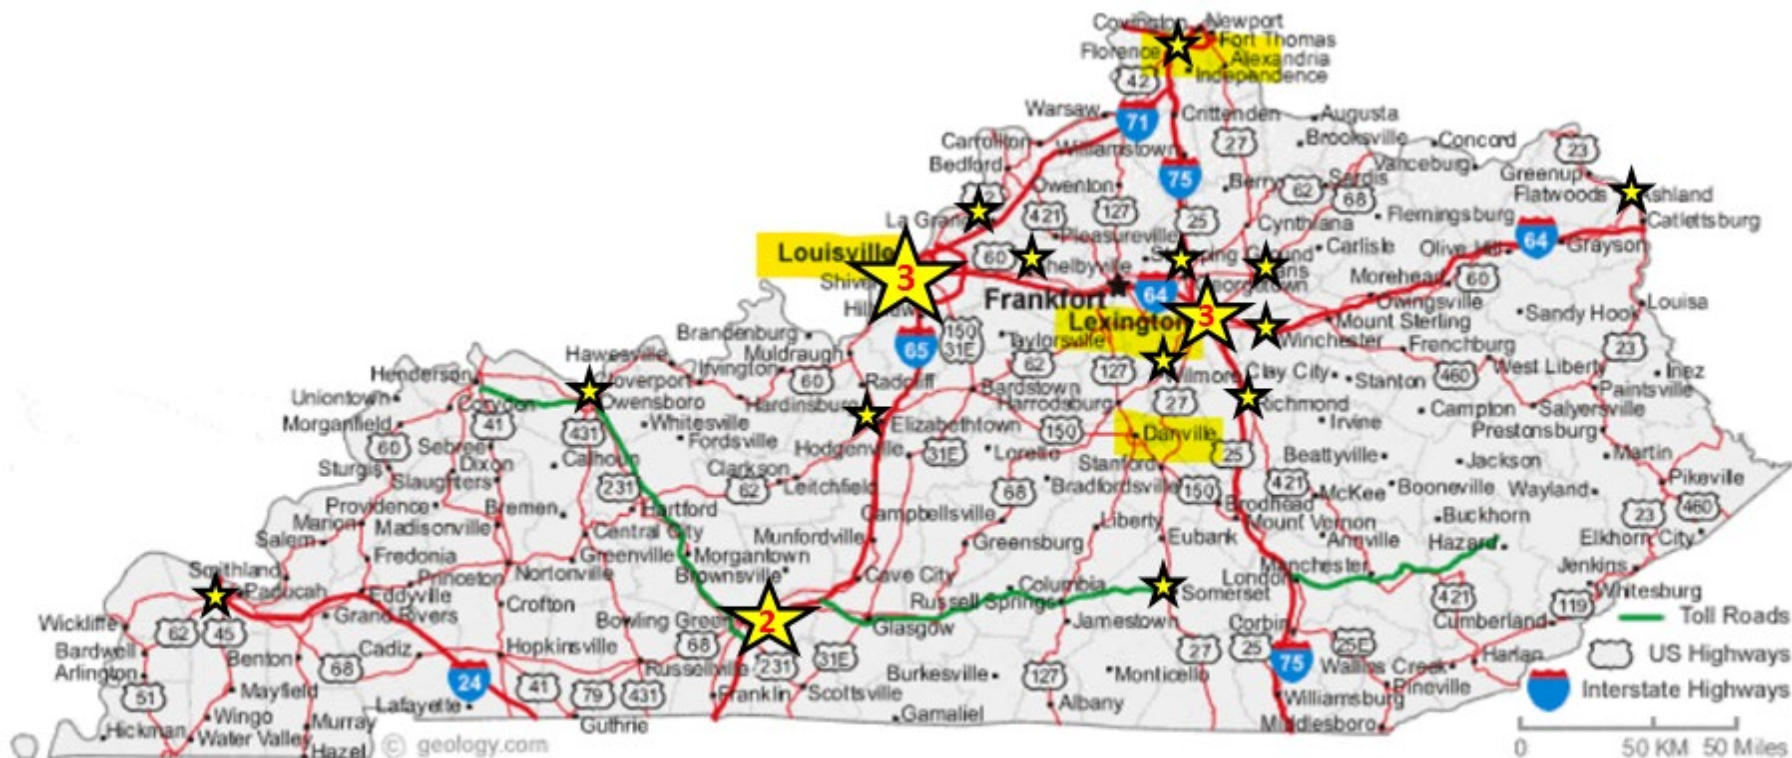 Covington
Newport
Fort Thomas
Florence
Alexandria
Independence
42
Warsaw
71
Crittenden
Augusta
Carrollton
27
Brooksville
Concord
23
Bedford
Williamstown
Vanceburg
Greenup
75
Owenton
Berry
62
Sardis
68
Flatwoods
Ashland
La Grang
421
127
25
Cynthiana
Flemingsburg
Catlettsburg
Louisville
3
60
Pleasureville
Carlisle
Olive Hill
64
Grayson
Shelbyville
Morehead
60
Frankfort
64
Georgetown
Owingsville
Louisa
3
Lexington
Mount Sterling
Sandy Hook
Brandenburg
65
150
31E
Taylorsville
Winchester
Frenchburg
23
Hawesville
Muldraugh
62
127
Wilmore
Clay City
Stanton
460
West Liberty
Inez
Henderson
Irvington
60
Radcliff
Bardstown
Paintsville
Uniontown
Owensboro
Hardinsburg
Harrodsburg
27
Richmond
Campton
Salyersville
Corydon
Morganfield
41
431
Whitesville
Elizabethtown
150
Danville
Irvine
Prestonsburg
60
Sebree
Fordsville
Hodgenville
31E
Loretto
Stanford
25
Beattyville
Jackson
Martin
Sturgis
Dixon
Calhoun
Clarkson
Slaughters
231
62
Leitchfield
68
Bradfordsville
150
421
McKee
Booneville
Wayland
Pikeville
Providence
Bremen
Hartford
Brodhead
460
Marion
Madisonville
Campbellsville
Liberty
Mount Vernon
Buckhorn
23
Salem
Central City
Munfordville
Greensburg
Eubank
Annville
Hazard
Elkhorn City
Fredonia
Greenville
Morgantown
Smithland
Nortonville
Brownsville
Cave City
Columbia
London
Manchester
Jenkins
Paducah
Princeton
Eddyville
2
Russell Springs
Somerset
421
119
Whitesburg
Wickliffe
62
45
Grand Rivers
Crofton
Bowling Green
Glasgow
Jamestown
Corbin
Cumberland
Toll Roads
Bardwell
Benton
68
Cadiz
Hopkinsville
68
231
31E
27
25
25E
Harlan
US Highways
Arlington
Russellville
Burkesville
127
Monticello
75
Wallins Creek
51
Mayfield
24
41
79
431
Franklin
Scottsville
Pineville
Interstate Highways
Lafayette
Albany
Williamsburg
Hickman
Wingo
Murray
Guthrie
Gamaliel
Middlesboro
Water Valley
Hazel
© geology.com
0
50 KM
50 Miles